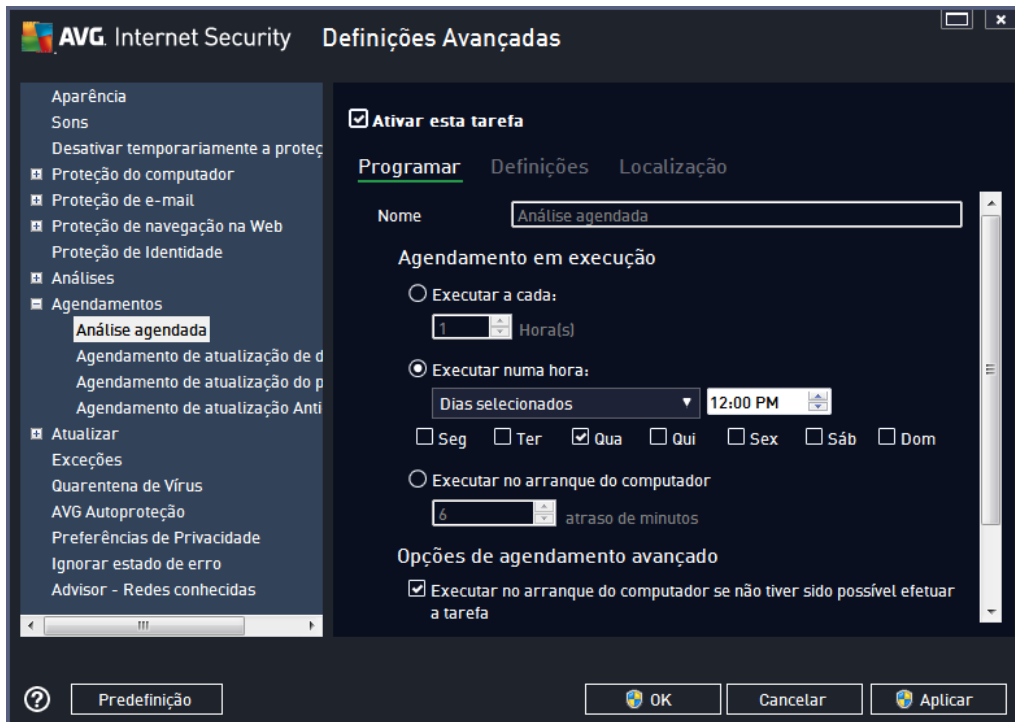 AVG. Internet Security Definições Avançadas
Aparência
Sons
Desativar temporariamente a proteç
Proteção do computador
Proteção de e-mail
Proteção de navegação na Web
Proteção de Identidade
Análises
Agendamentos
Análise agendada
Agendamento de atualização de d
Agendamento de atualização do p
Agendamento de atualização Anti
Atualizar
Exceções
Quarentena de Vírus
AVG Autoproteção
Preferências de Privacidade
Ignorar estado de erro
Advisor - Redes conhecidas
Ativar esta tarefa
Programar Definições Localização
Nome Análise agendada
Agendamento em execução
Executar a cada:
1 Hora(s)
Executar numa hora:
Dias selecionados 12:00 PM
Seg Ter Qua Qui Sex Sáb Dom
Executar no arranque do computador
6 atraso de minutos
Opções de agendamento avançado
Executar no arranque do computador se não tiver sido possível efetuar
a tarefa
? Predefinição OK Cancelar Aplicar